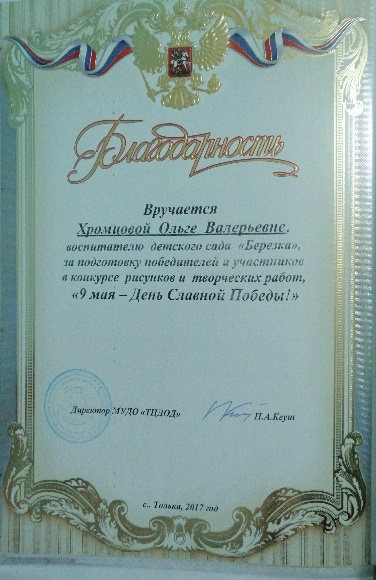 Благодарность
Вручается
Хромцовой Ольге Валерьевне,
воспитателю детского сада «Березка»,
за подготовку победителей и участников
в конкурсе рисунков и творческих работ,
«9 мая – День Славной Победы!»
Директор МУДО «ТЦДОД» П.А.Кеуш
с.. Толька, 2017 год